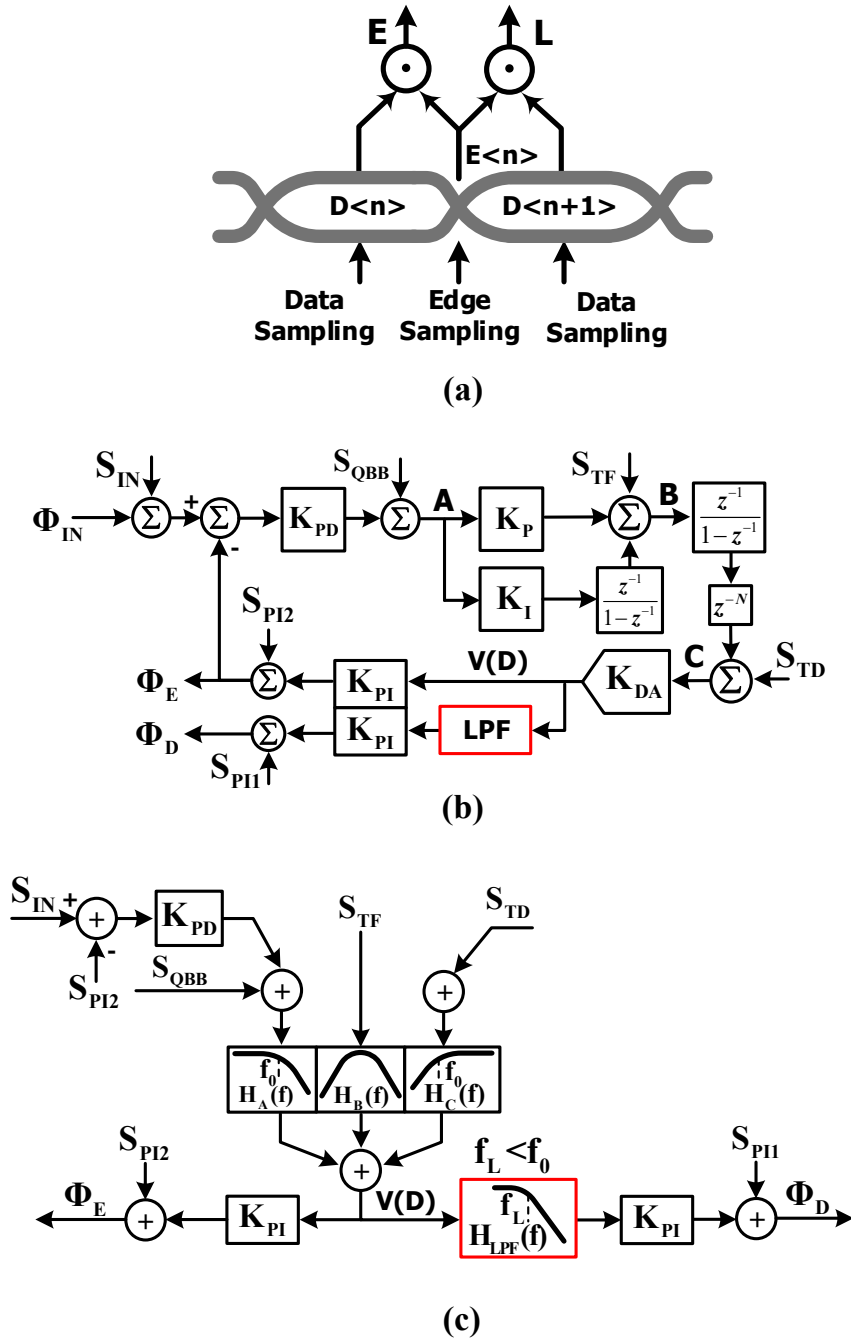 E L
E<n>
D<n> D<n+1>
Data Sampling
Edge Sampling
Data Sampling
(a)
S_IN
S_QBB
S_TF
Φ_IN Σ + Σ - K_PD Σ A K_P Σ B z^{-1}/(1-z^{-1})
K_I z^{-1}/(1-z^{-1}) z^{-N}
S_PI2
Φ_E Σ K_PI V(D) K_DA C Σ S_TD
Φ_D Σ K_PI LPF
S_PI1
(b)
S_IN + K_PD
-
S_PI2
S_QBB
S_TF
S_TD
f_0 f_0
H_A(f) H_B(f) H_C(f)
S_PI2
f_L < f_0
S_PI1
Φ_E K_PI V(D) f_L K_PI Φ_D
H_LPF(f)
(c)